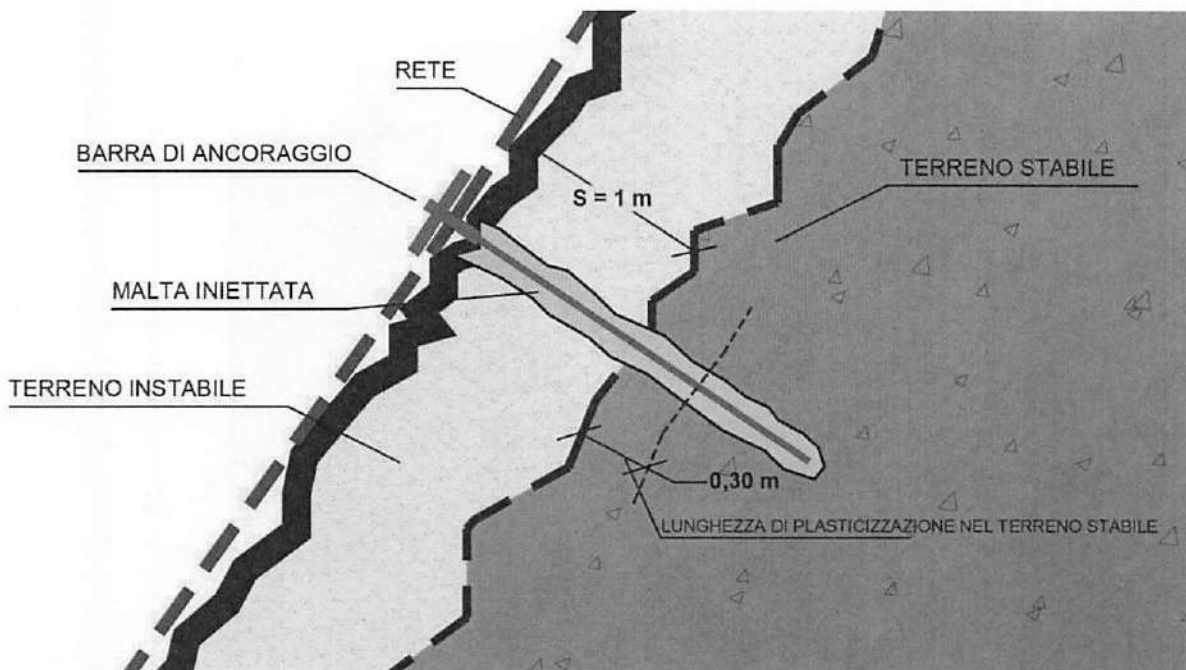 RETE
BARRA DI ANCORAGGIO
TERRENO STABILE
S = 1 m
MALTA INIETTATA
TERRENO INSTABILE
0,30 m
LUNGHEZZA DI PLASTICIZZAZIONE NEL TERRENO STABILE